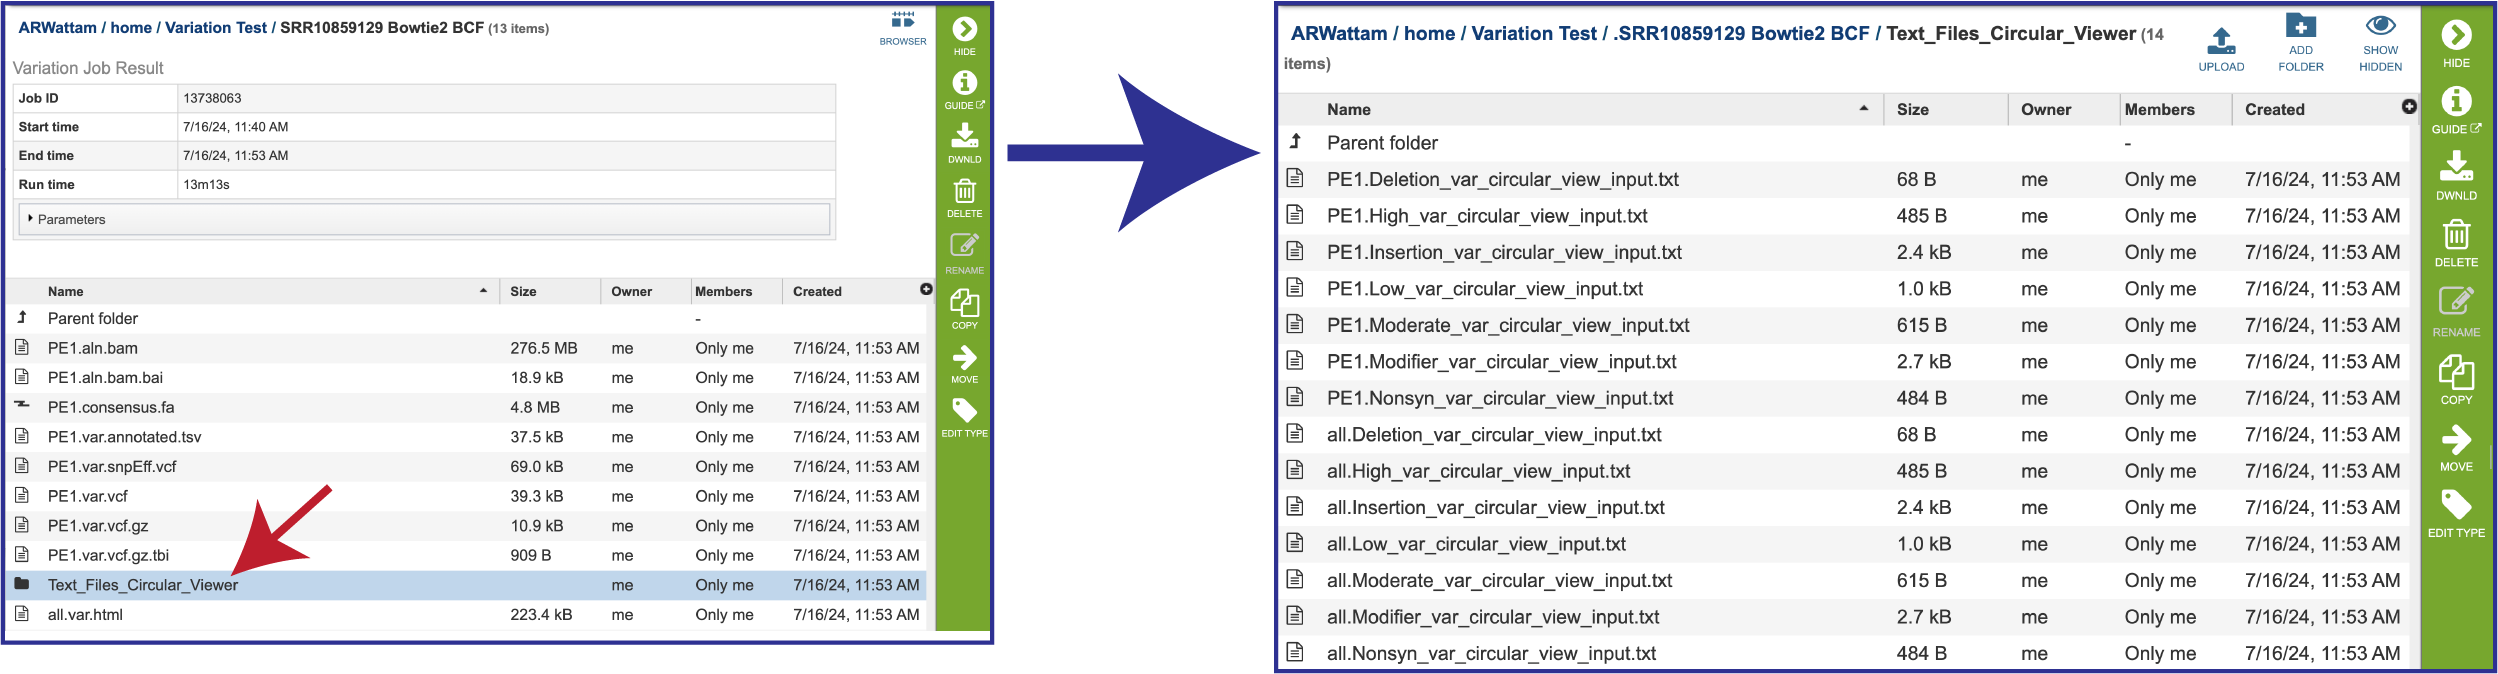 ARWattam / home / Variation Test / SRR10859129 Bowtie2 BCF (13 items)
BROWSER
Variation Job Result
Job ID 13738063
Start time 7/16/24, 11:40 AM
End time 7/16/24, 11:53 AM
Run time 13m13s
Parameters
Name Size Owner Members Created
Parent folder -
PE1.aln.bam 276.5 MB me Only me 7/16/24, 11:53 AM
PE1.aln.bam.bai 18.9 kB me Only me 7/16/24, 11:53 AM
PE1.consensus.fa 4.8 MB me Only me 7/16/24, 11:53 AM
PE1.var.annotated.tsv 37.5 kB me Only me 7/16/24, 11:53 AM
PE1.var.snpEff.vcf 69.0 kB me Only me 7/16/24, 11:53 AM
PE1.var.vcf 39.3 kB me Only me 7/16/24, 11:53 AM
PE1.var.vcf.gz 10.9 kB me Only me 7/16/24, 11:53 AM
PE1.var.vcf.gz.tbi 909 B me Only me 7/16/24, 11:53 AM
Text_Files_Circular_Viewer me Only me 7/16/24, 11:53 AM
all.var.html 223.4 kB me Only me 7/16/24, 11:53 AM
HIDE
GUIDE
DWNLD
DELETE
RENAME
COPY
MOVE
EDIT TYPE
ARWattam / home / Variation Test / .SRR10859129 Bowtie2 BCF / Text_Files_Circular_Viewer (14
items)
UPLOAD
ADD
FOLDER
SHOW
HIDDEN
Name Size Owner Members Created
Parent folder -
PE1.Deletion_var_circular_view_input.txt 68 B me Only me 7/16/24, 11:53 AM
PE1.High_var_circular_view_input.txt 485 B me Only me 7/16/24, 11:53 AM
PE1.Insertion_var_circular_view_input.txt 2.4 kB me Only me 7/16/24, 11:53 AM
PE1.Low_var_circular_view_input.txt 1.0 kB me Only me 7/16/24, 11:53 AM
PE1.Moderate_var_circular_view_input.txt 615 B me Only me 7/16/24, 11:53 AM
PE1.Modifier_var_circular_view_input.txt 2.7 kB me Only me 7/16/24, 11:53 AM
PE1.Nonsyn_var_circular_view_input.txt 484 B me Only me 7/16/24, 11:53 AM
all.Deletion_var_circular_view_input.txt 68 B me Only me 7/16/24, 11:53 AM
all.High_var_circular_view_input.txt 485 B me Only me 7/16/24, 11:53 AM
all.Insertion_var_circular_view_input.txt 2.4 kB me Only me 7/16/24, 11:53 AM
all.Low_var_circular_view_input.txt 1.0 kB me Only me 7/16/24, 11:53 AM
all.Moderate_var_circular_view_input.txt 615 B me Only me 7/16/24, 11:53 AM
all.Modifier_var_circular_view_input.txt 2.7 kB me Only me 7/16/24, 11:53 AM
all.Nonsyn_var_circular_view_input.txt 484 B me Only me 7/16/24, 11:53 AM
HIDE
GUIDE
DWNLD
DELETE
RENAME
COPY
MOVE
EDIT TYPE